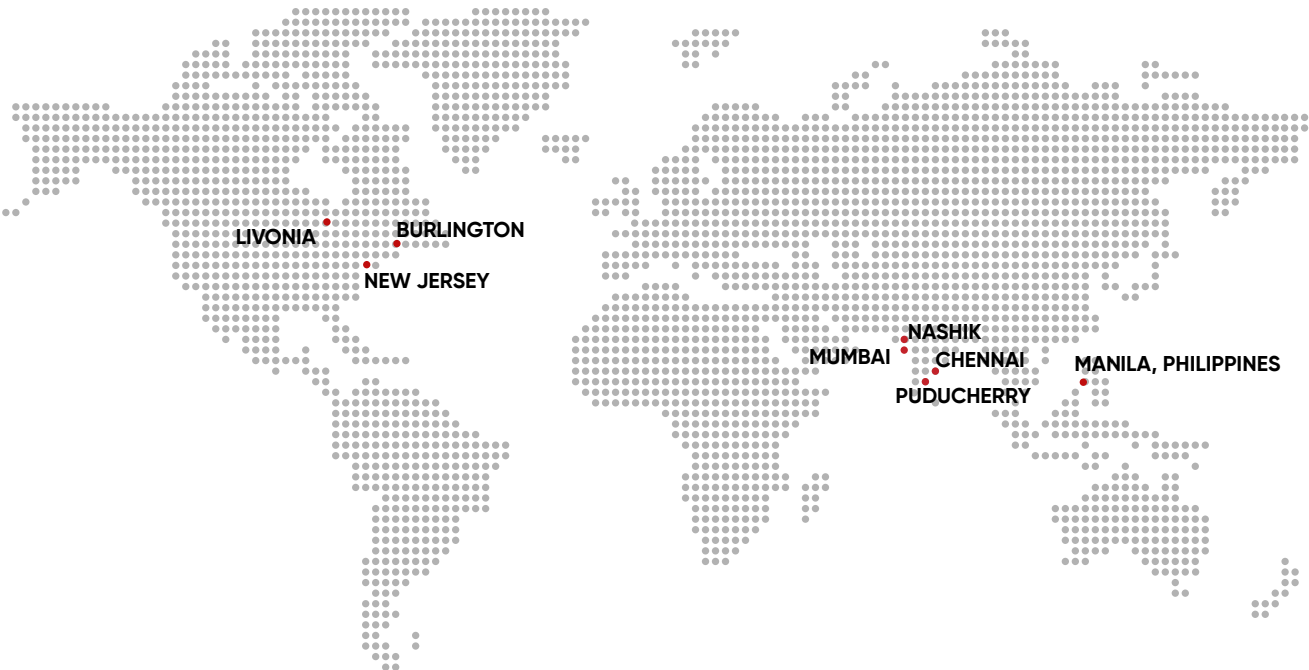 BURLINGTON
LIVONIA
NEW JERSEY
NASHIK
MUMBAI
CHENNAI
MANILA, PHILIPPINES
PUDUCHERRY